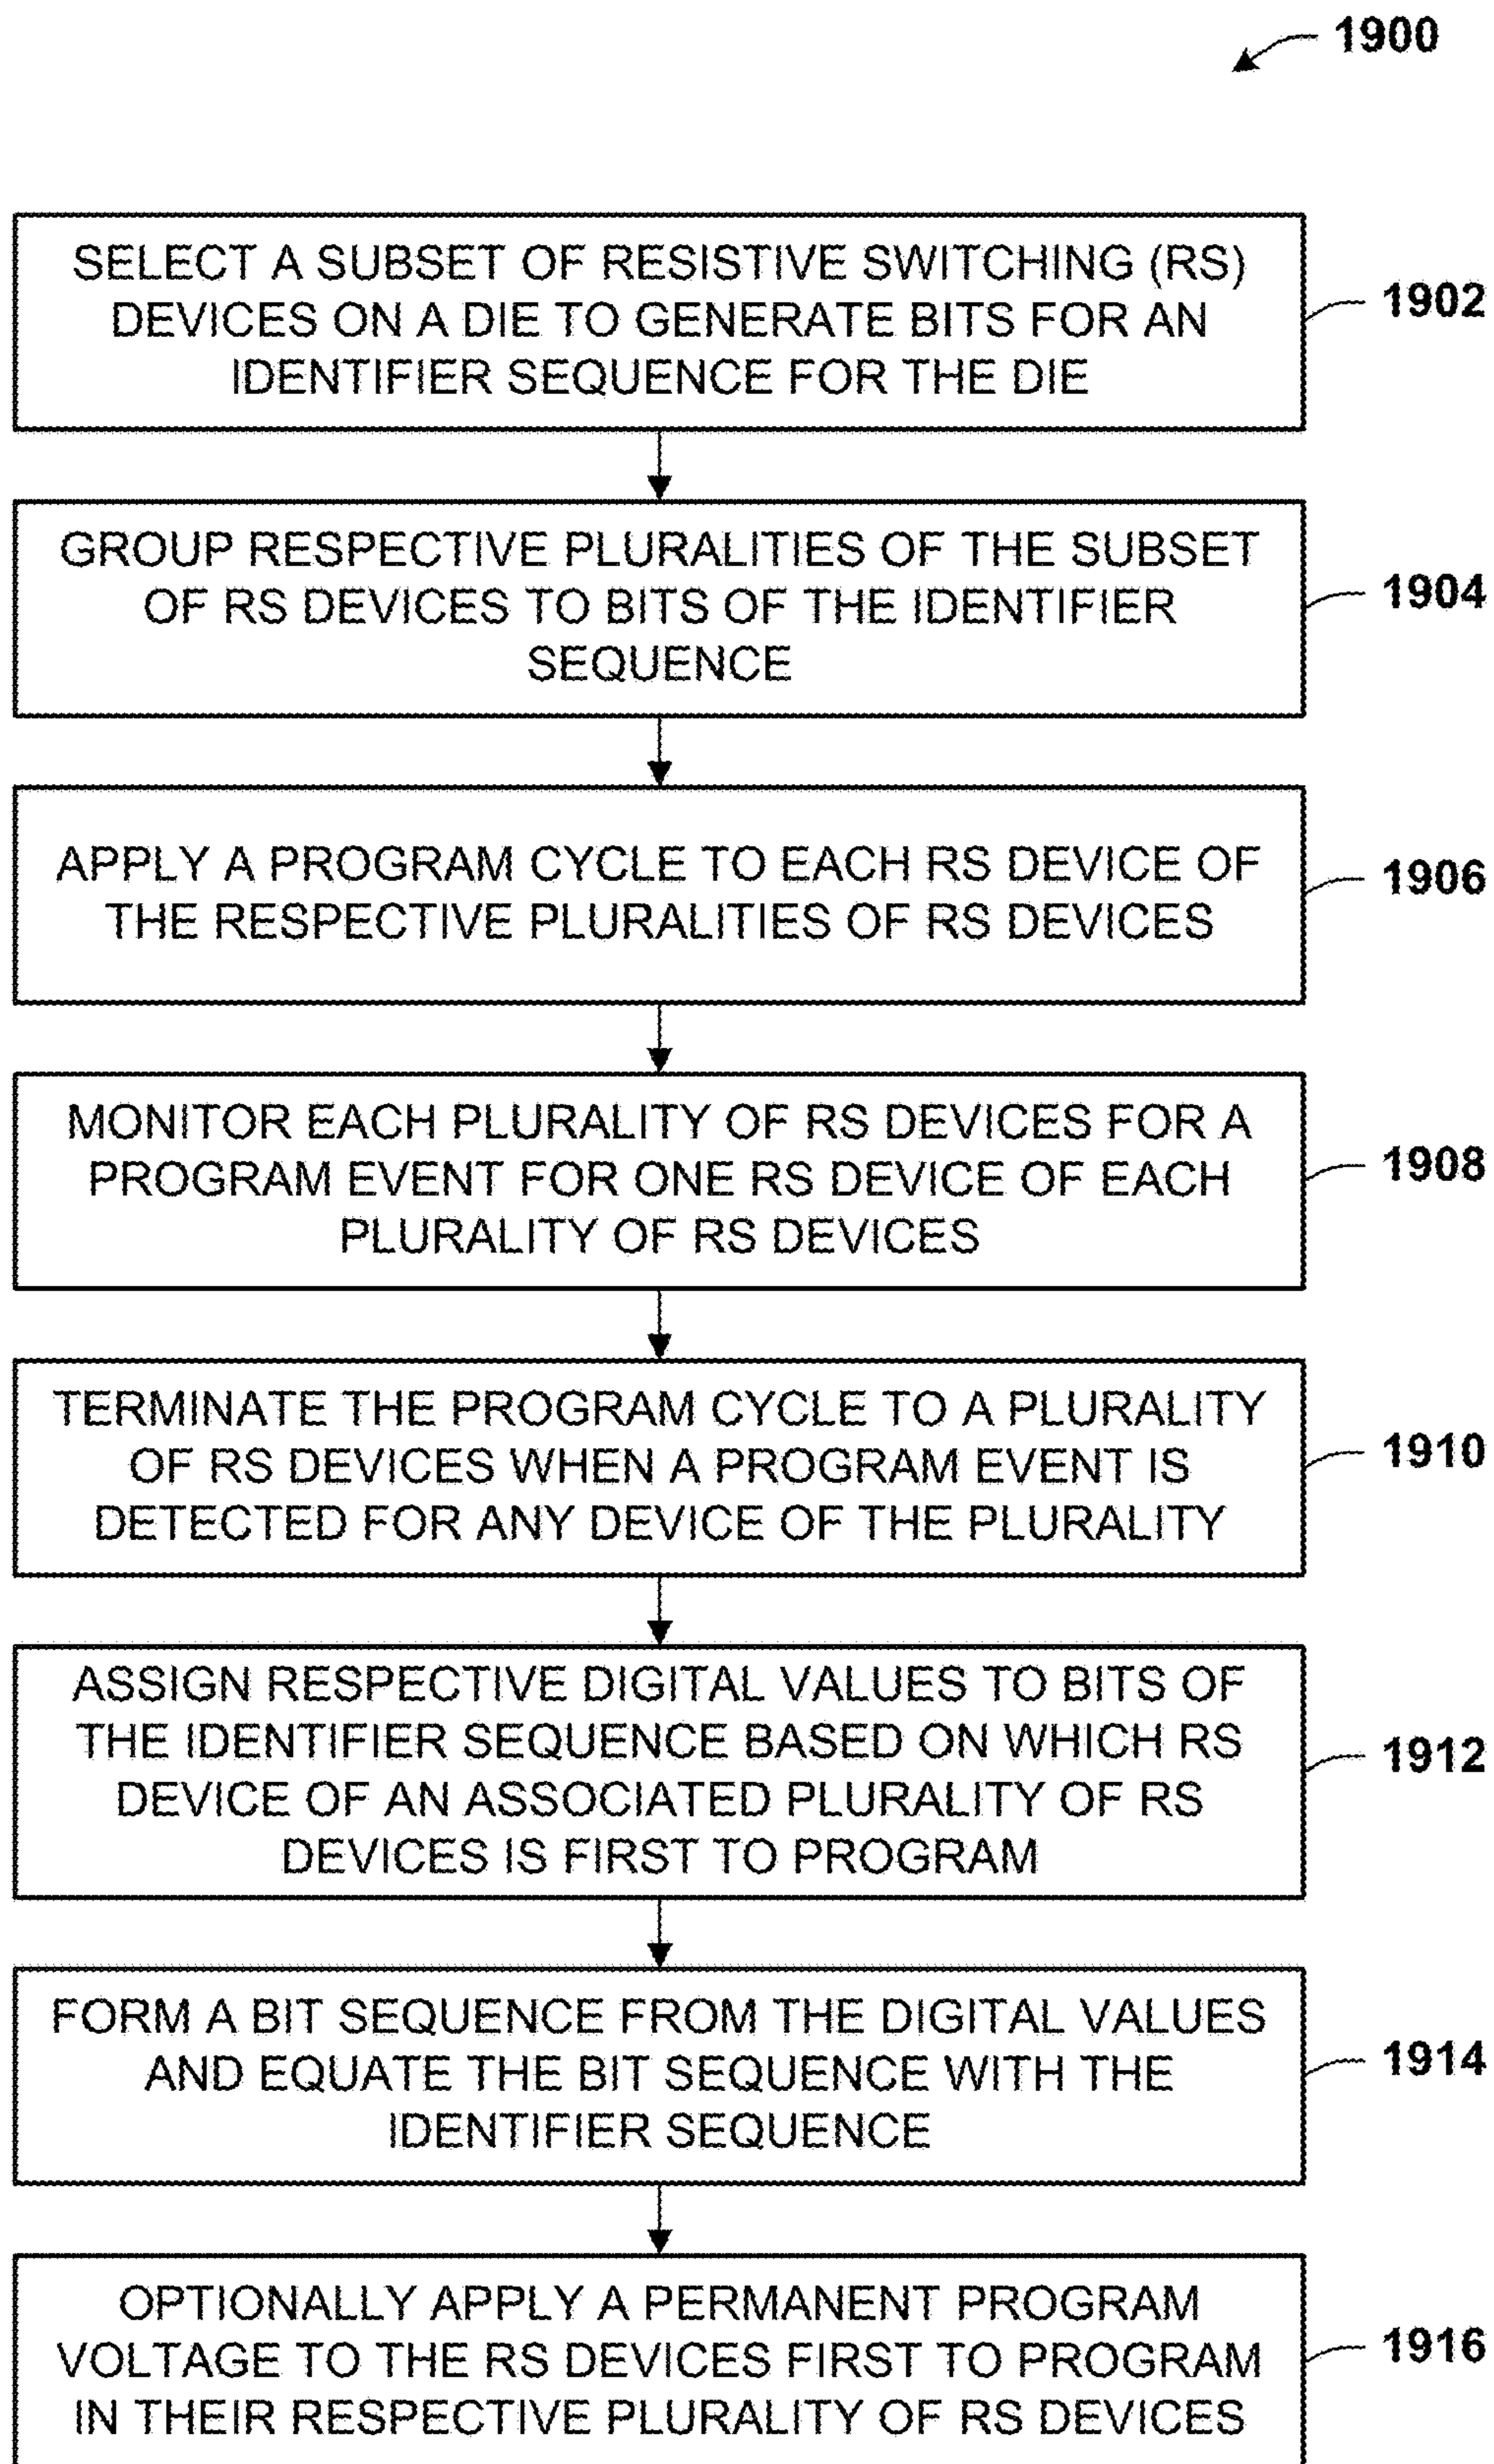 1900
SELECT A SUBSET OF RESISTIVE SWITCHING (RS)
DEVICES ON A DIE TO GENERATE BITS FOR AN
IDENTIFIER SEQUENCE FOR THE DIE
1902
GROUP RESPECTIVE PLURALITIES OF THE SUBSET
OF RS DEVICES TO BITS OF THE IDENTIFIER
SEQUENCE
1904
APPLY A PROGRAM CYCLE TO EACH RS DEVICE OF
THE RESPECTIVE PLURALITIES OF RS DEVICES
1906
MONITOR EACH PLURALITY OF RS DEVICES FOR A
PROGRAM EVENT FOR ONE RS DEVICE OF EACH
PLURALITY OF RS DEVICES
1908
TERMINATE THE PROGRAM CYCLE TO A PLURALITY
OF RS DEVICES WHEN A PROGRAM EVENT IS
DETECTED FOR ANY DEVICE OF THE PLURALITY
1910
ASSIGN RESPECTIVE DIGITAL VALUES TO BITS OF
THE IDENTIFIER SEQUENCE BASED ON WHICH RS
DEVICE OF AN ASSOCIATED PLURALITY OF RS
DEVICES IS FIRST TO PROGRAM
1912
FORM A BIT SEQUENCE FROM THE DIGITAL VALUES
AND EQUATE THE BIT SEQUENCE WITH THE
IDENTIFIER SEQUENCE
1914
OPTIONALLY APPLY A PERMANENT PROGRAM
VOLTAGE TO THE RS DEVICES FIRST TO PROGRAM
IN THEIR RESPECTIVE PLURALITY OF RS DEVICES
1916